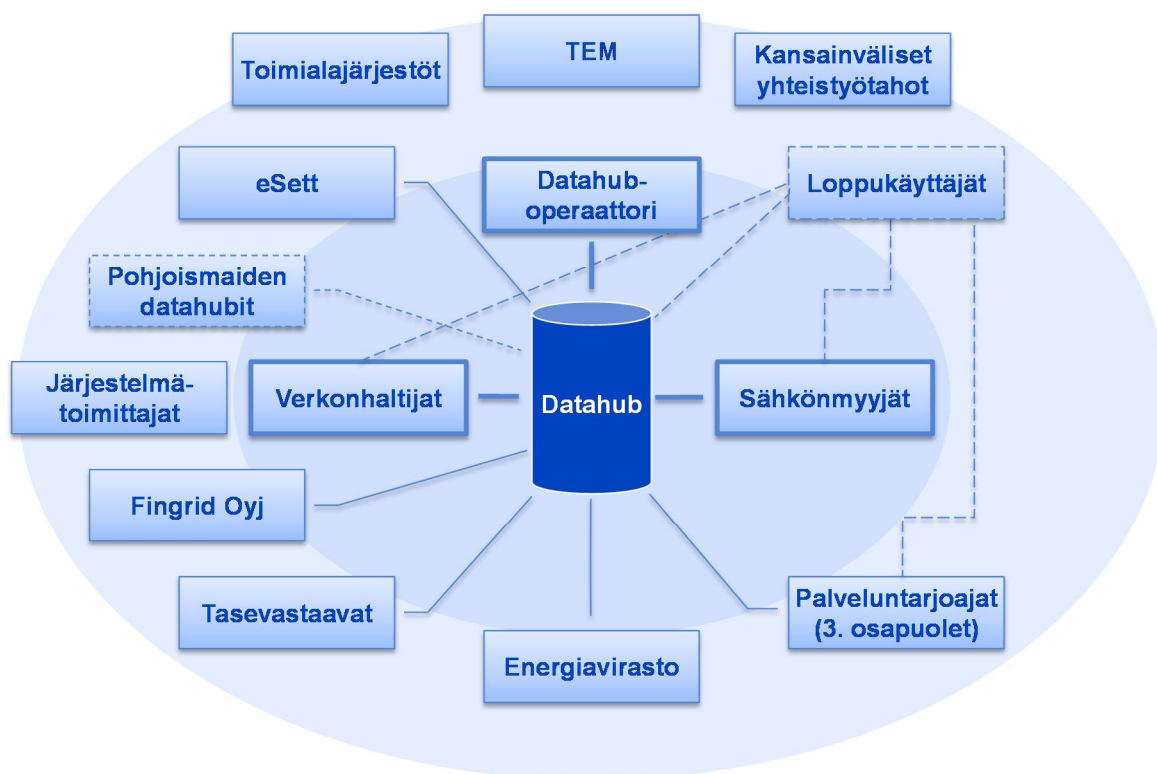 TEM
Toimialajärjestöt
Kansainväliset
yhteistyötahot
eSett
Datahub-
operaattori
Loppukäyttäjät
Pohjoismaiden
datahubit
Järjestelmä-
toimittajat
Verkonhaltijat
Datahub
Sähkönmyyjät
Fingrid Oyj
Tasevastaavat
Energiavirasto
Palveluntarjoajat
(3. osapuolet)